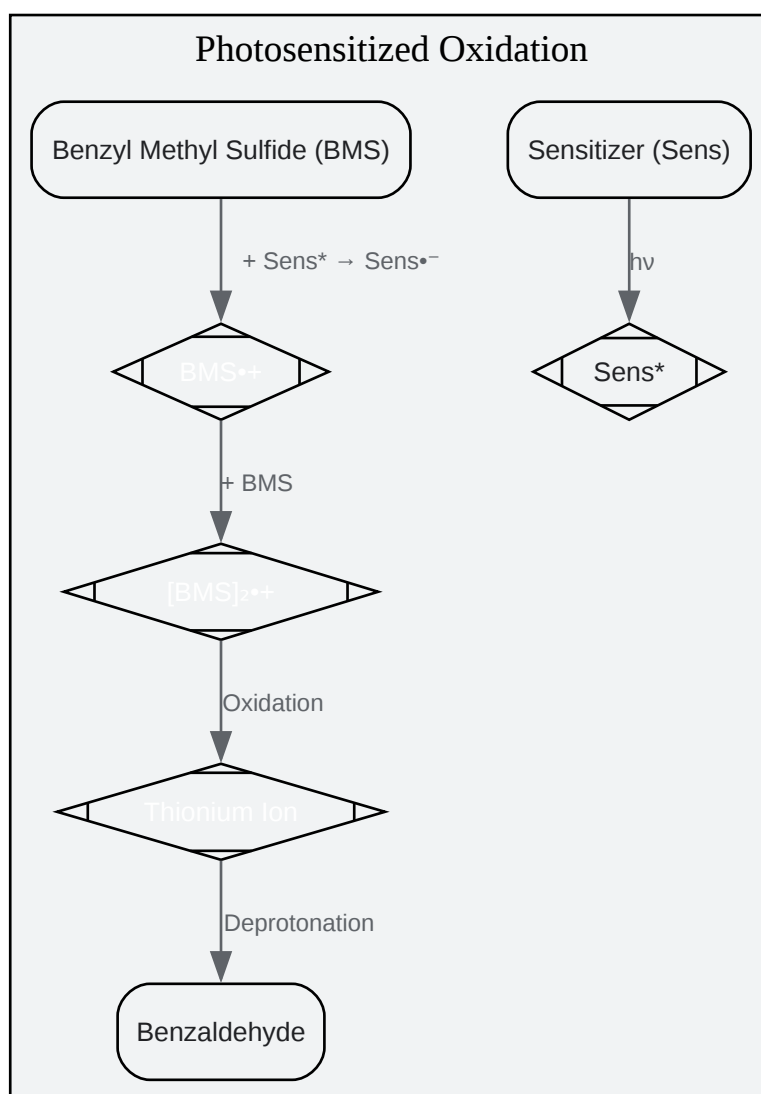 Photosensitized Oxidation
Benzyl Methyl Sulfide (BMS)
Sensitizer (Sens)
+ Sens* → Sens•⁻
hν
BMS•+
Sens*
+ BMS
[BMS]₂•+
Oxidation
Thionium Ion
Deprotonation
Benzaldehyde